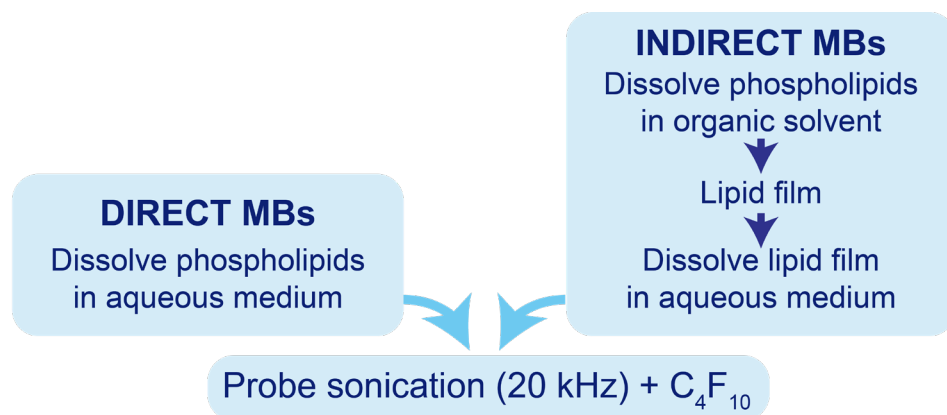 DIRECT MBs
Dissolve phospholipids
in aqueous medium
INDIRECT MBs
Dissolve phospholipids
in organic solvent
Lipid film
Dissolve lipid film
in aqueous medium
Probe sonication (20 kHz) + C₄F₁₀